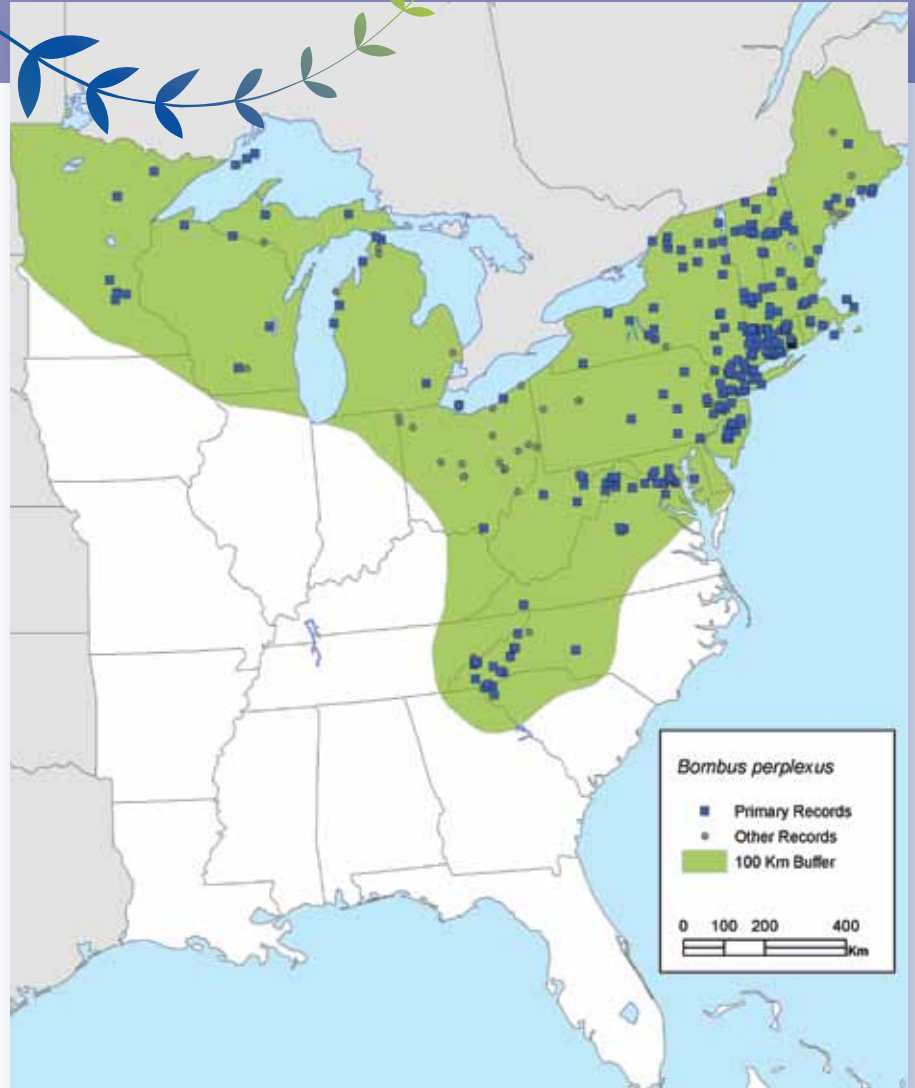 Bombus perplexus
Primary Records
Other Records
100 Km Buffer
0 100 200 400
Km